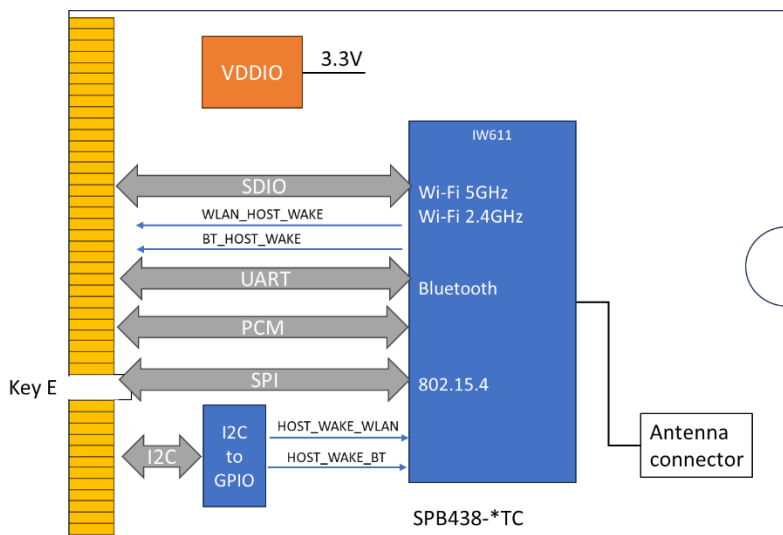 VDDIO
3.3V
IW611
SDIO
Wi-Fi 5GHz
Wi-Fi 2.4GHz
WLAN_HOST_WAKE
BT_HOST_WAKE
UART
Bluetooth
PCM
Key E
SPI
802.15.4
I2C
I2C
to
GPIO
HOST_WAKE_WLAN
HOST_WAKE_BT
Antenna
connector
SPB438-*TC